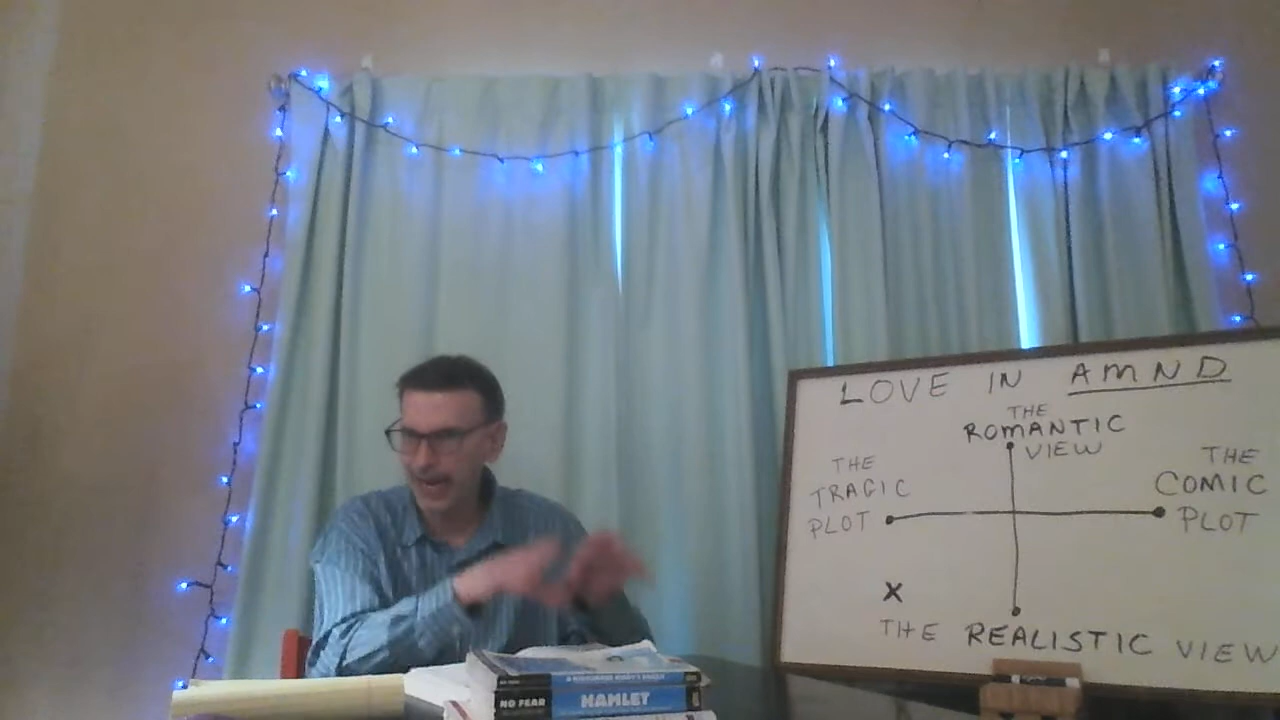 LOVE IN AMND
THE
ROMANTIC
VIEW
THE
TRAGIC
PLOT
THE
COMIC
PLOT
X
THE REALISTIC VIEW
NO FEAR HAMLET